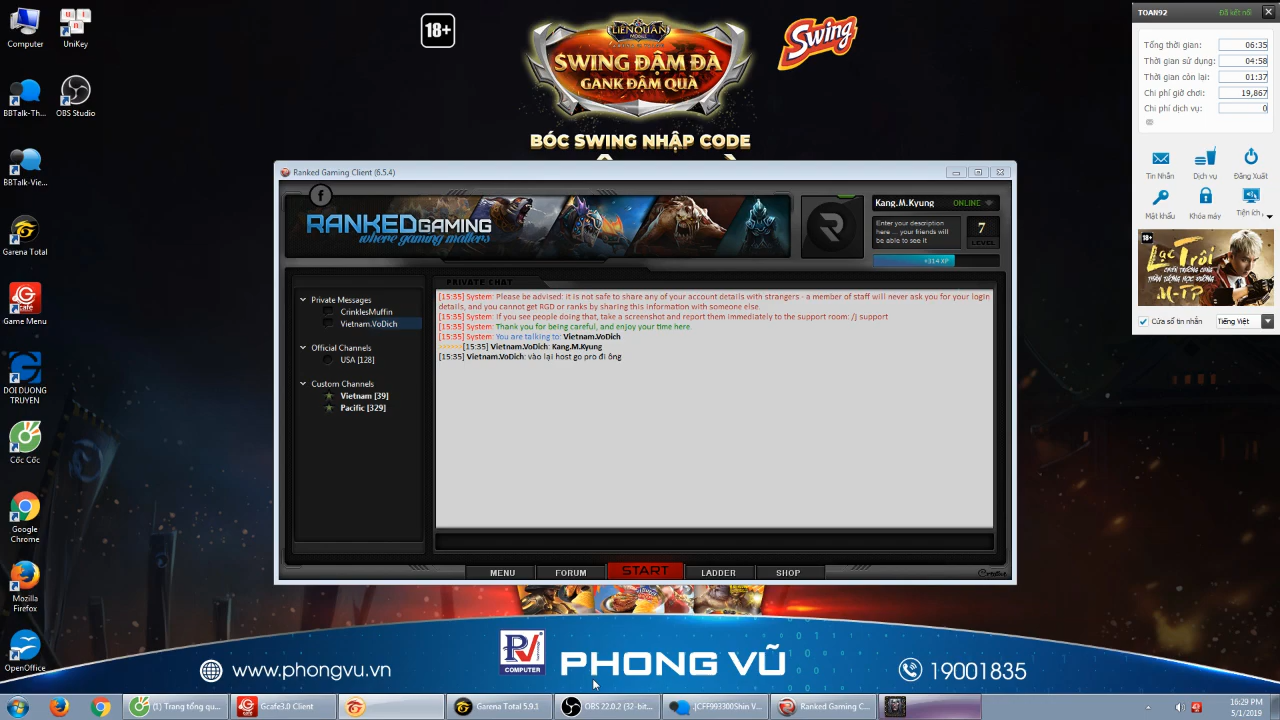 Computer
UniKey
BBTalk-Th...
OBS Studio
BBTalk-Vie...
Garena Total
Game Menu
DOI DUONG
TRUYEN
Cốc Cốc
Google
Chrome
Mozilla
Firefox
OpenOffice
18+
LIÊN QUÂN
MOBILE
SWING ĐẬM ĐÀ
GANK ĐẬM QUÀ
Swing
BÓC SWING NHẬP CODE
TOAN92
Đã kết nối
Tổng thời gian: 06:35
Thời gian sử dụng: 04:58
Thời gian còn lại: 01:37
Chi phí giờ chơi: 19,867
Chi phí dịch vụ: 0
Tin Nhắn
Dịch vụ
Đăng Xuất
Mật khẩu
Khóa máy
Tiện ích
18+
Lạc Trôi
CHIẾN TRƯỜNG CÙNG
THẦN TƯỢNG HỌC ĐƯỜNG
M-TP
Cửa sổ tin nhắn
Tiếng Việt
Ranked Gaming Client (6.5.4)
f
RANKEDGAMING
where gaming matters
Kang.M.Kyung
ONLINE
Enter your description
here ... your friends will
be able to see it
7
LEVEL
+314 XP
PRIVATE CHAT
Private Messages
CrinklesMuffin
Vietnam.VoDich
Official Channels
USA [128]
Custom Channels
Vietnam [39]
Pacific [329]
[15:35] System: Please be advised: it is not safe to share any of your account details with strangers - a member of staff will never ask you for your login
details, and you cannot get RGD or ranks by sharing this information with someone else.
[15:35] System: If you see people doing that, take a screenshot and report them immediately to the support room: /j support
[15:35] System: Thank you for being careful, and enjoy your time here.
[15:35] System: You are talking to: Vietnam.VoDich
[15:35] Vietnam.VoDich: Kang.M.Kyung
[15:35] Vietnam.VoDich: vào lại host go pro đi ông
MENU
FORUM
START
LADDER
SHOP
www.phongvu.vn
PV
COMPUTER
PHONG VŨ
19001835
(1) Trang tổng qu...
Gcafe3.0 Client
Garena Total 5.9.1
OBS 22.0.2 (32-bit...
.]CFF993300Shin V...
Ranked Gaming C...
16:29 PM
5/1/2019